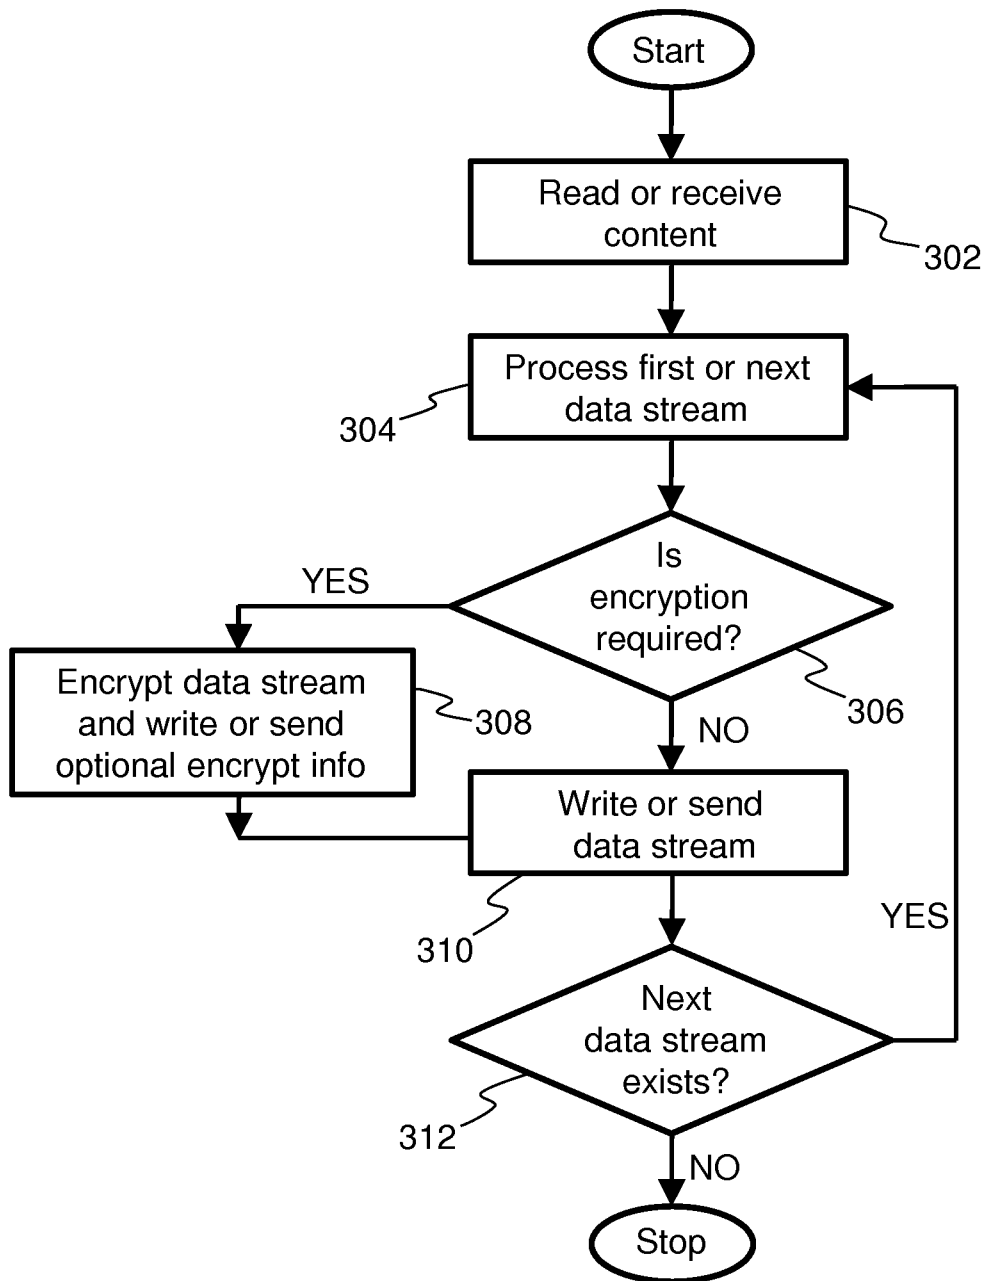 Start
Read or receive
content
302
Process first or next
data stream
304
Is
encryption
required?
YES
306
Encrypt data stream
and write or send
optional encrypt info
308
NO
Write or send
data stream
310
YES
Next
data stream
exists?
312
NO
Stop